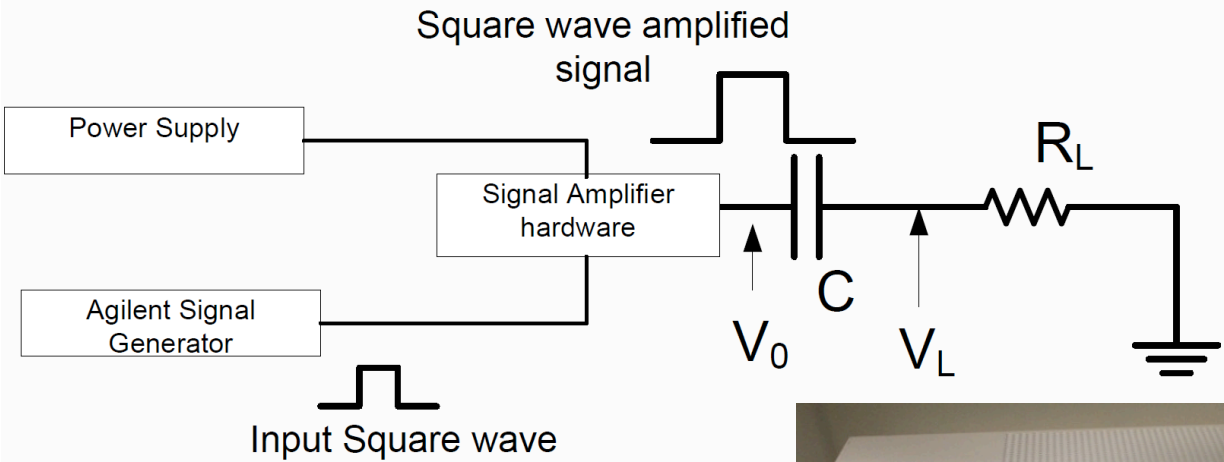 Square wave amplified
signal
Power Supply
Signal Amplifier
hardware
R_L
C
V_0
V_L
Agilent Signal
Generator
Input Square wave